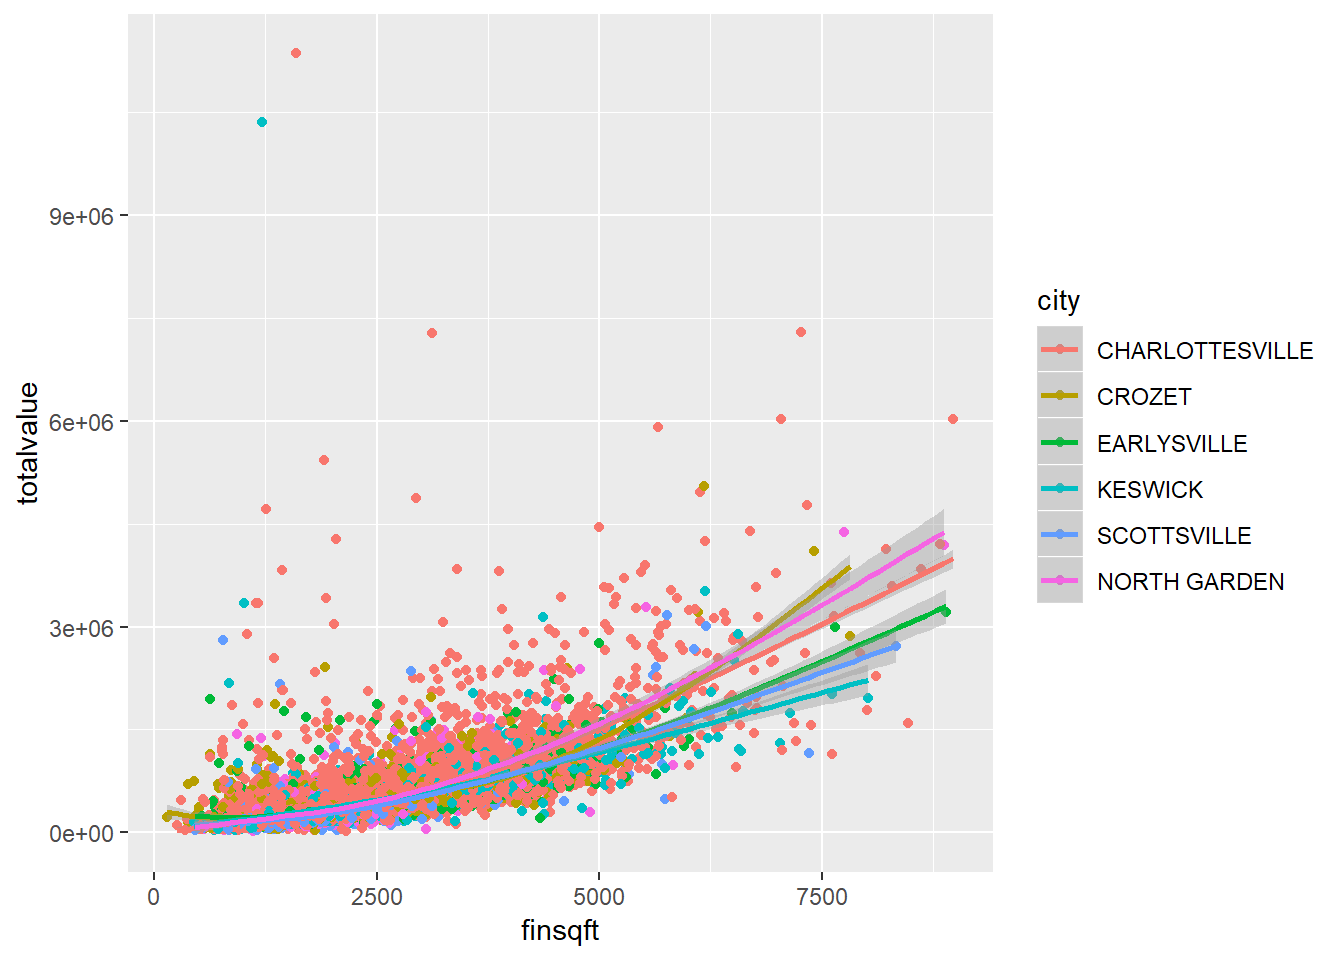 9e+06
6e+06
3e+06
0e+00
totalvalue
0
2500
5000
7500
finsqft
city
CHARLOTTESVILLE
CROZET
EARLYSVILLE
KESWICK
SCOTTSVILLE
NORTH GARDEN